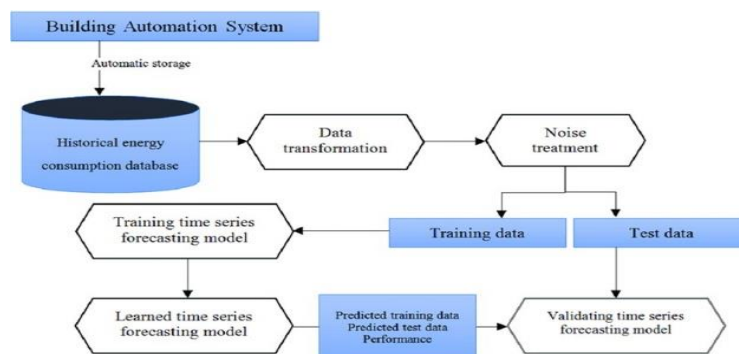 Building Automation System
Automatic storage
Historical energy
consumption database
Data
transformation
Noise
treatment
Training time series
forecasting model
Training data
Test data
Learned time series
forecasting model
Predicted training data
Predicted test data
Performance
Validating time series
forecasting model